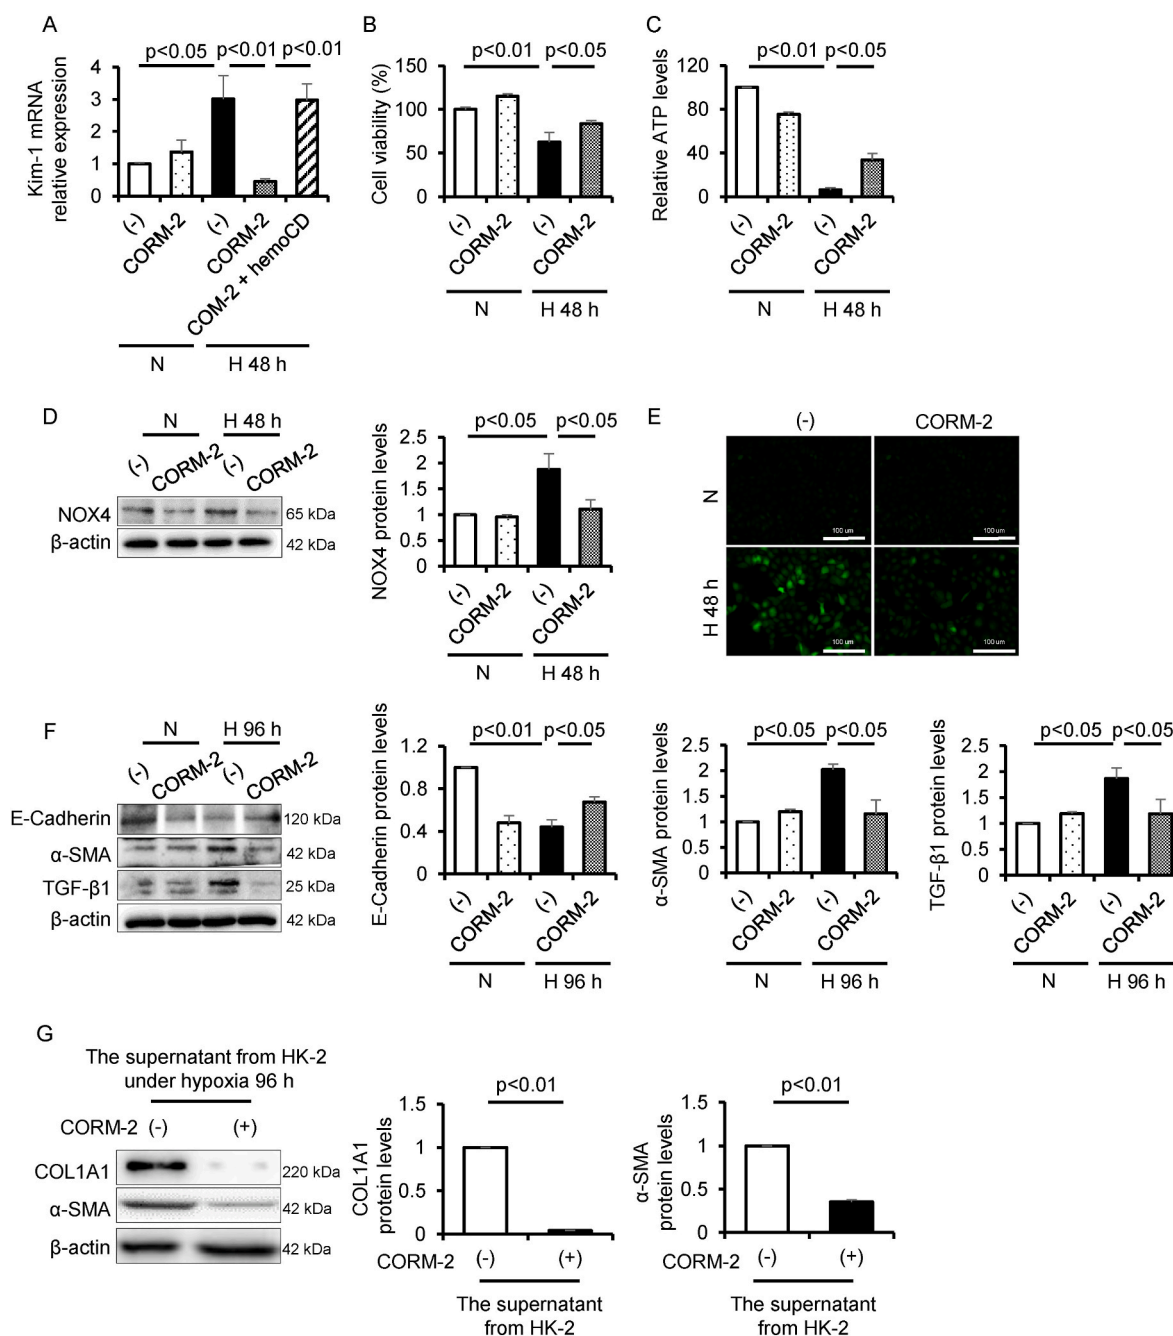 A
p<0.05
p<0.01
p<0.01
Kim-1 mRNA
relative expression
4
3
2
1
0
(-)
CORM-2
(-)
CORM-2
COM-2 + hemoCD
N
H 48 h
B
p<0.01
p<0.05
Cell viability (%)
150
100
50
0
(-)
CORM-2
(-)
CORM-2
N
H 48 h
C
p<0.01
p<0.05
Relative ATP levels
120
80
40
0
(-)
CORM-2
(-)
CORM-2
N
H 48 h
D
N
H 48 h
(-)
CORM-2
(-)
CORM-2
NOX4
65 kDa
β-actin
42 kDa
p<0.05
p<0.05
NOX4 protein levels
2.5
2
1.5
1
0.5
0
(-)
CORM-2
(-)
CORM-2
N
H 48 h
E
(-)
CORM-2
N
H 48 h
100 um
100 um
100 um
100 um
F
N
H 96 h
(-)
CORM-2
(-)
CORM-2
E-Cadherin
120 kDa
α-SMA
42 kDa
TGF-β1
25 kDa
β-actin
42 kDa
p<0.01
p<0.05
E-Cadherin protein levels
1.2
0.8
0.4
0
(-)
CORM-2
(-)
CORM-2
N
H 96 h
p<0.05
p<0.05
α-SMA protein levels
2.5
2
1.5
1
0.5
0
(-)
CORM-2
(-)
CORM-2
N
H 96 h
p<0.05
p<0.05
TGF-β1 protein levels
2.5
2
1.5
1
0.5
0
(-)
CORM-2
(-)
CORM-2
N
H 96 h
G
The supernatant from HK-2
under hypoxia 96 h
CORM-2 (-) (+)
COL1A1
220 kDa
α-SMA
42 kDa
β-actin
42 kDa
p<0.01
COL1A1
protein levels
1.5
1
0.5
0
CORM-2 (-) (+)
The supernatant
from HK-2
p<0.01
α-SMA
protein levels
1.5
1
0.5
0
CORM-2 (-) (+)
The supernatant
from HK-2